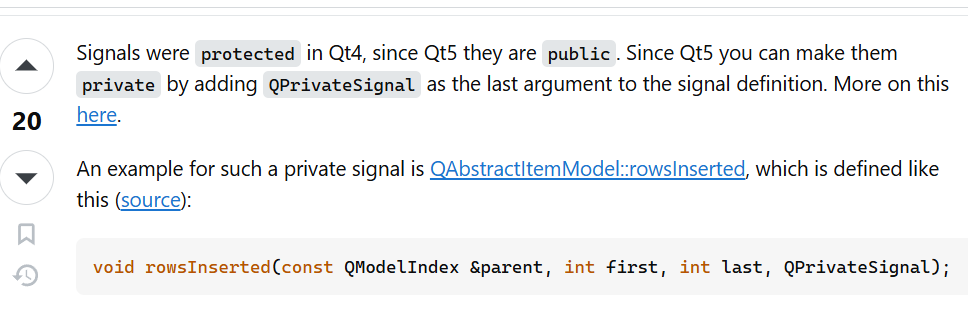 Signals were protected in Qt4, since Qt5 they are public. Since Qt5 you can make them
private by adding QPrivateSignal as the last argument to the signal definition. More on this
here.
20
An example for such a private signal is QAbstractItemModel::rowsInserted, which is defined like
this (source):
void rowsInserted(const QModelIndex &parent, int first, int last, QPrivateSignal);